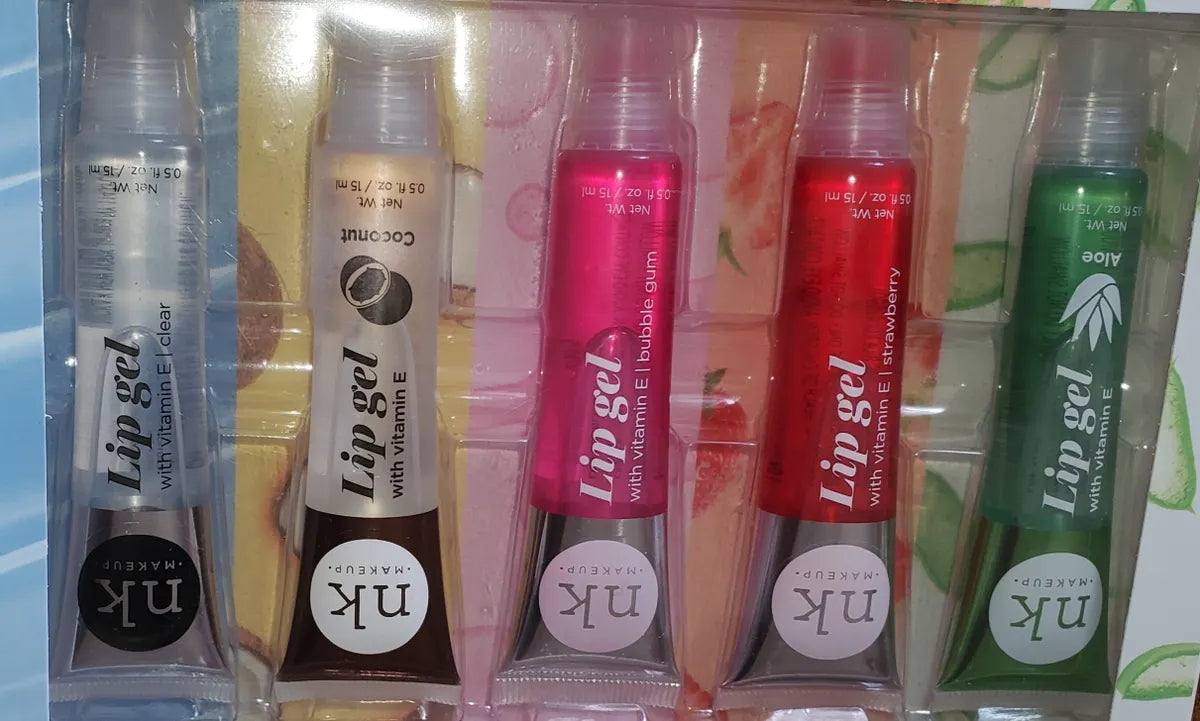 Net Wt.
0.5 fl. oz. / 15 ml
Lip gel
with vitamin E | clear
nk
•MAKEUP•
Net Wt.
0.5 fl. oz. / 15 ml
Coconut
Lip gel
with vitamin E
nk
•MAKEUP•
Net Wt.
0.5 fl. oz. / 15 ml
Lip gel
with vitamin E | bubble gum
nk
•MAKEUP•
Net Wt.
0.5 fl. oz. / 15 ml
Lip gel
with vitamin E | strawberry
nk
•MAKEUP•
Net Wt.
0.5 fl. oz. / 15 ml
Aloe
Lip gel
with vitamin E
nk
•MAKEUP•